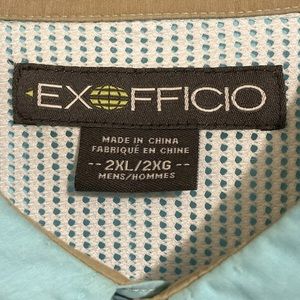 EXOFFICIO
MADE IN CHINA
FABRIQUÉ EN CHINE
-- 2XL/2XG --
MENS/HOMMES